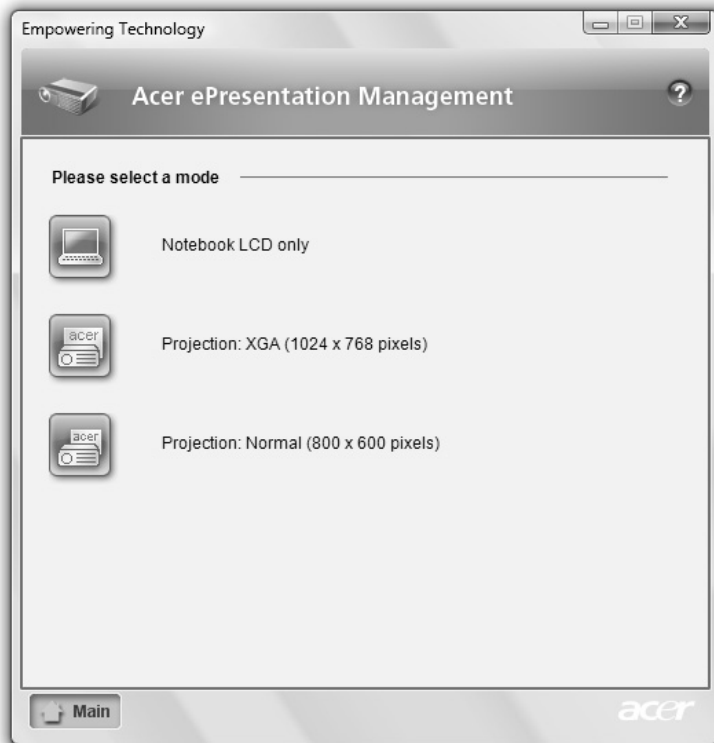 Empowering Technology
Acer ePresentation Management
?
Please select a mode
Notebook LCD only
acer
Projection: XGA (1024 x 768 pixels)
acer
Projection: Normal (800 x 600 pixels)
Main
acer